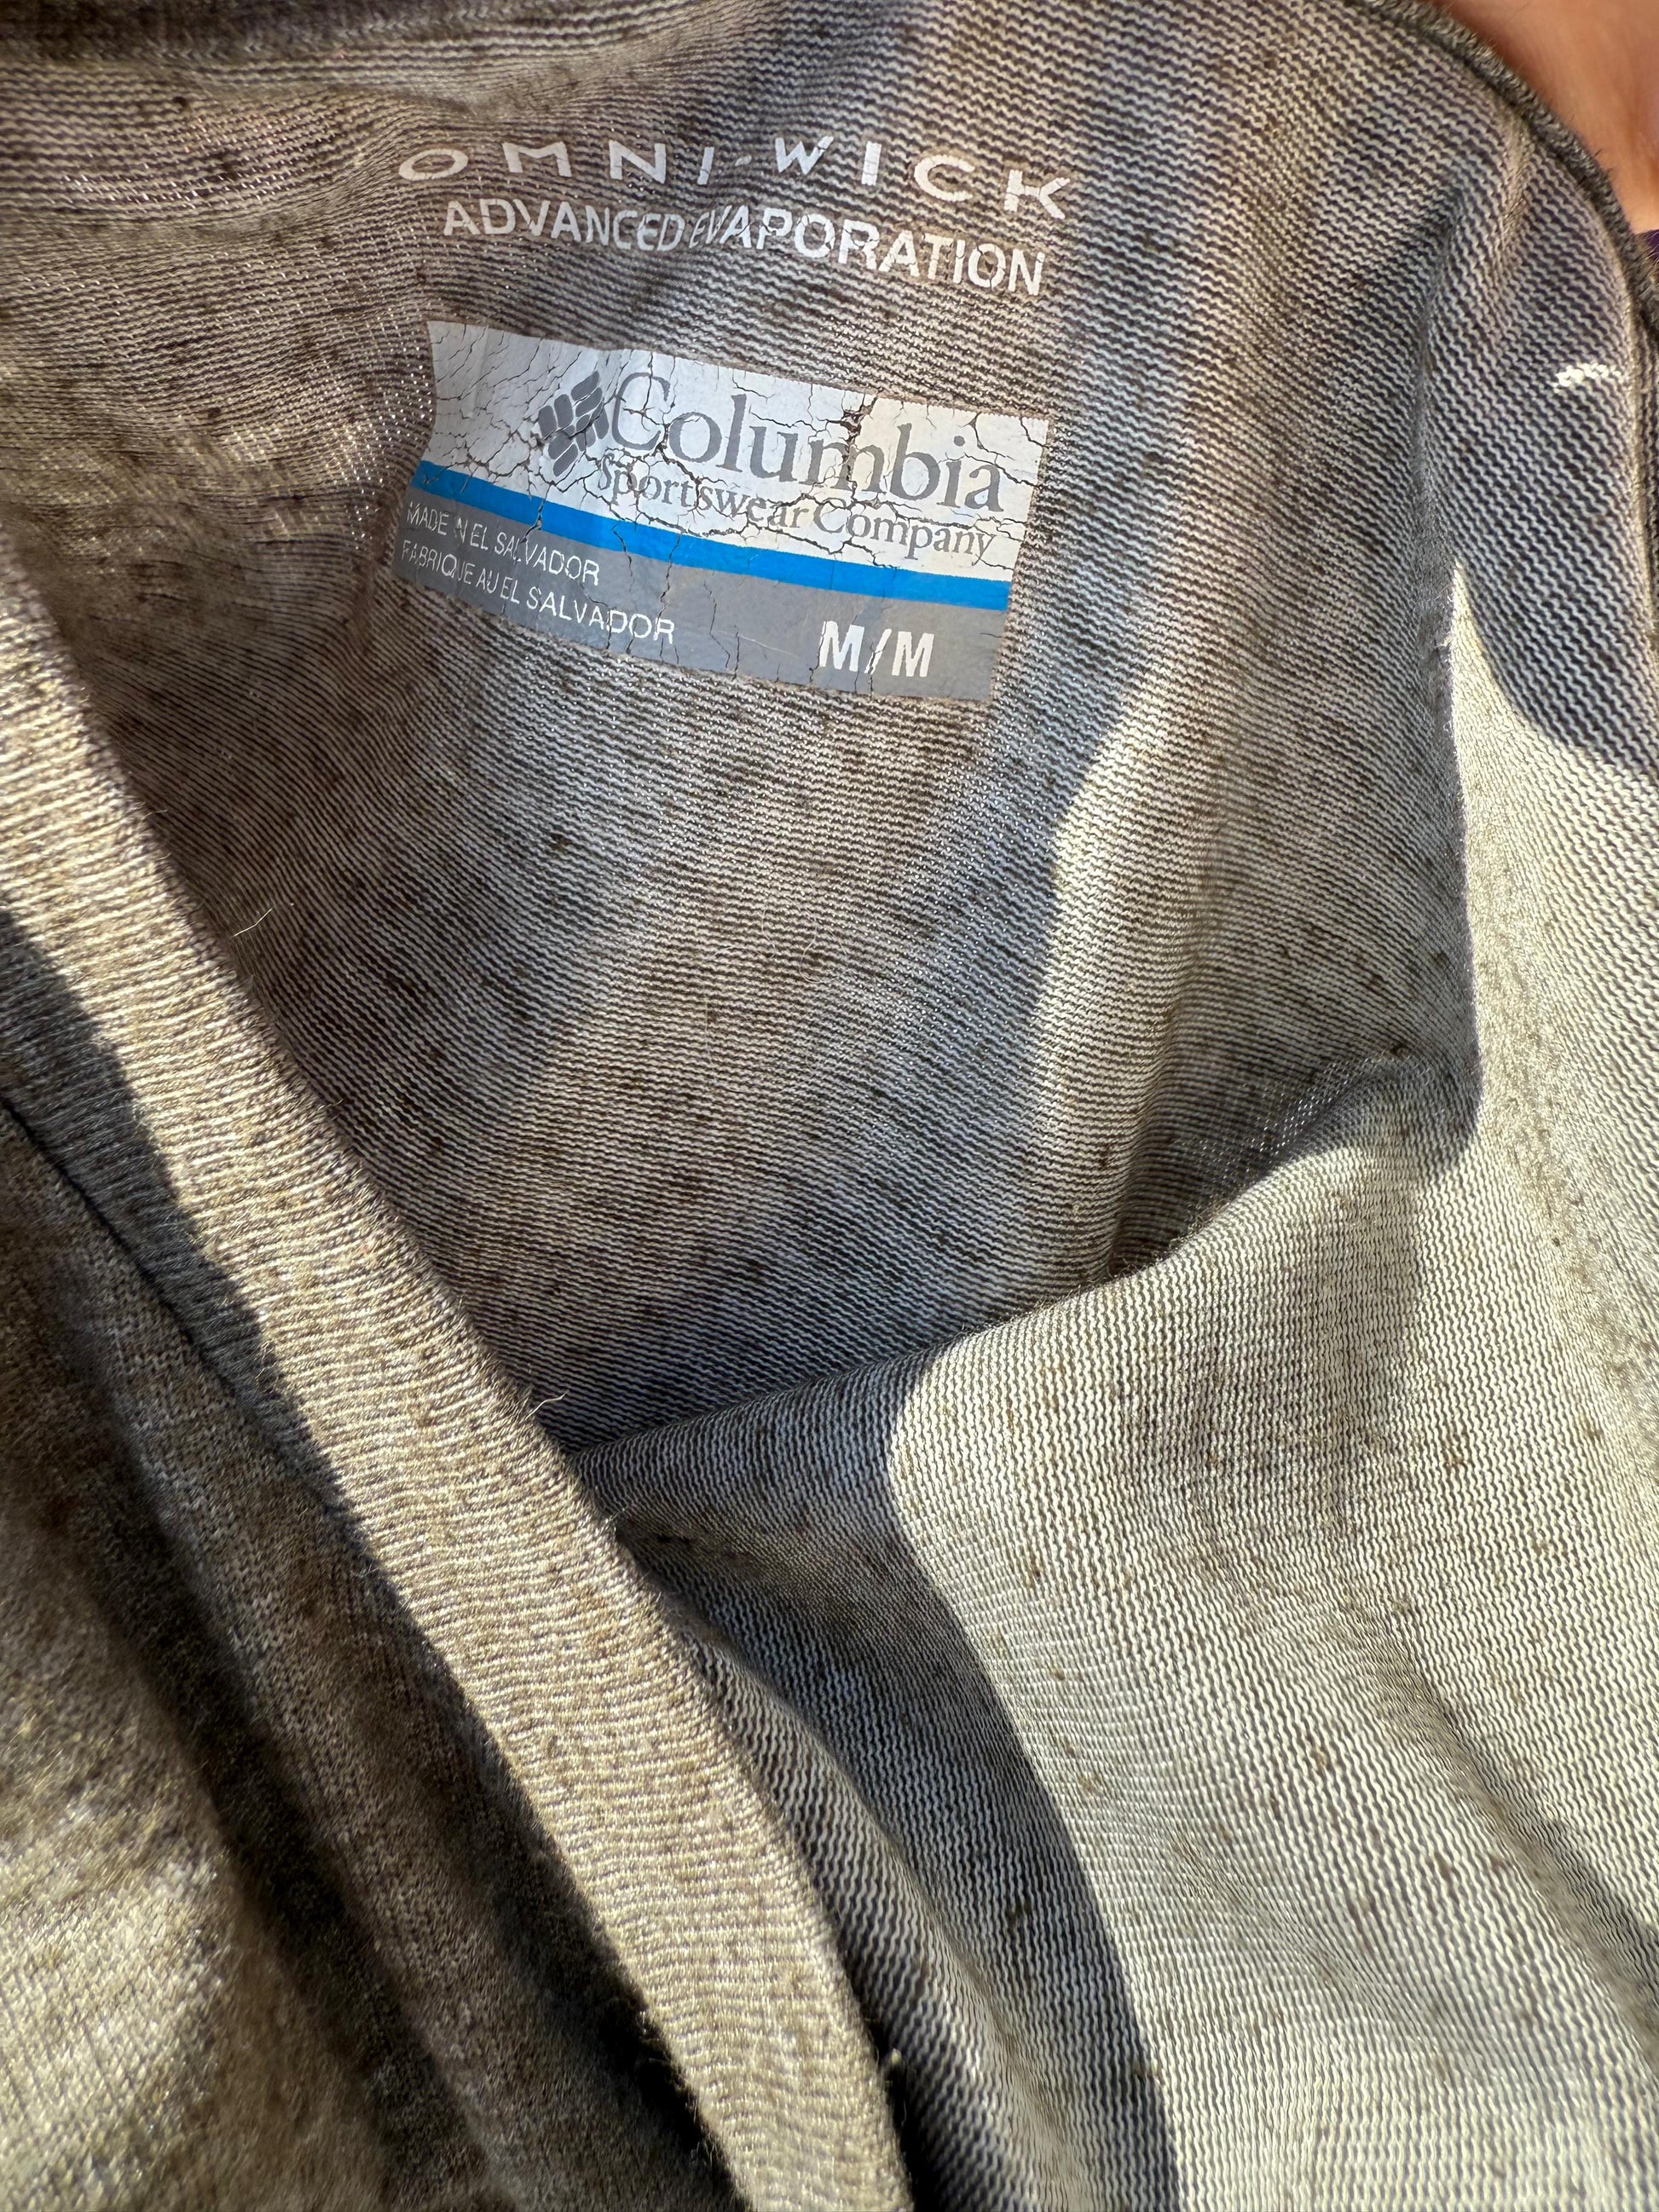 OMNI-WICK
ADVANCED EVAPORATION
Columbia
Sportswear Company
MADE IN EL SALVADOR
FABRIQUE AU EL SALVADOR
M/M